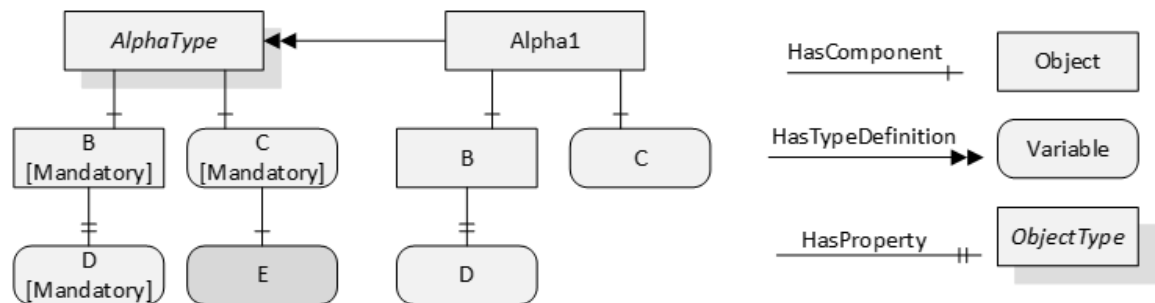 AlphaType
Alpha1
B
[Mandatory]
C
[Mandatory]
B
C
D
[Mandatory]
E
D
HasComponent
Object
HasTypeDefinition
Variable
HasProperty
ObjectType